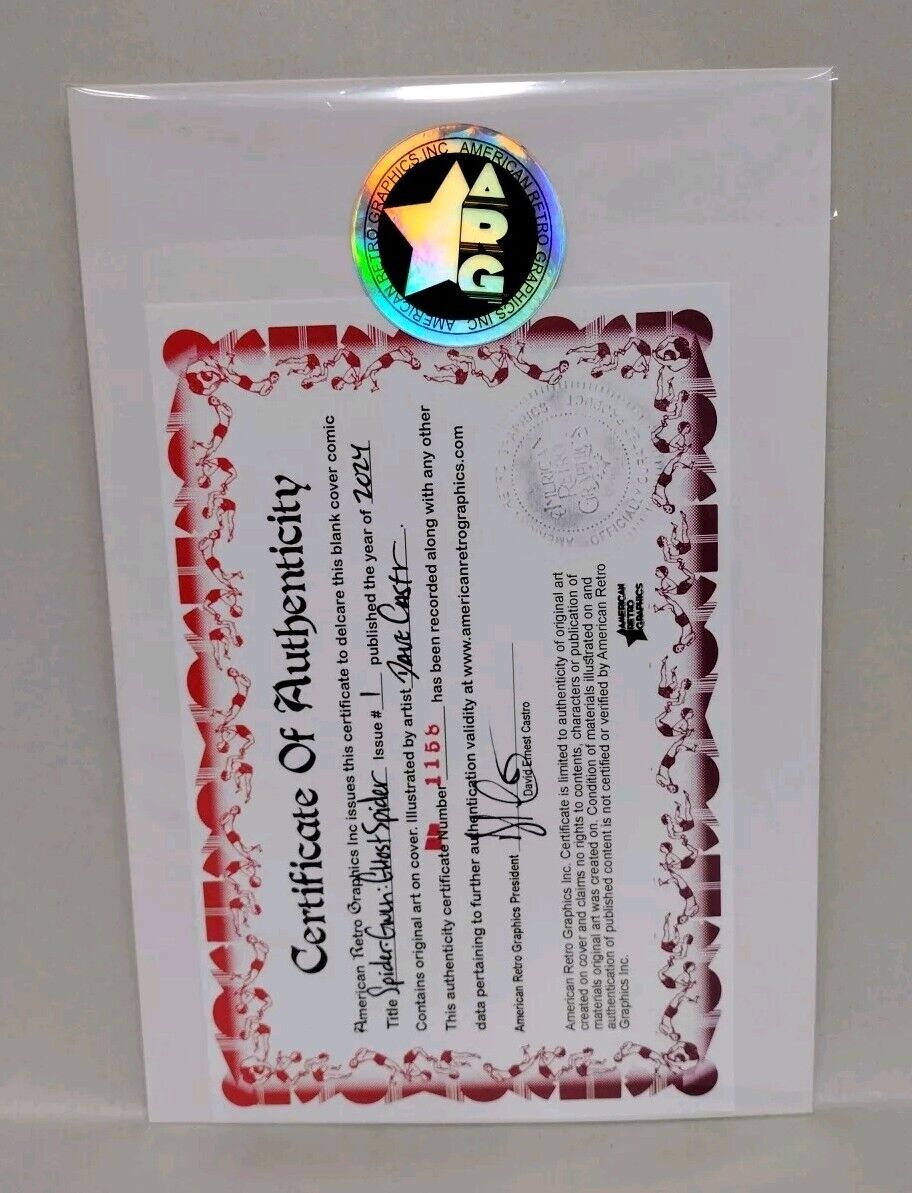 AMERICAN RETRO GRAPHICS INC AMERICAN RETRO GRAPHICS INC
ARG
Certificate Of Authenticity
American Retro Graphics Inc issues this certificate to delcare this blank cover comic
Title Spider-Gwen: Ghost Spider Issue # 1 published the year of 2024
Contains original art on cover. Illustrated by artist Dave Castr.
This authenticity certificate Number 1158 has been recorded along with any other
data pertaining to further authentication validity at www.americanretrographics.com
American Retro Graphics President
David Ernest Castro
American Retro Graphics Inc. Certificate is limited to authenticity of original art
created on cover and claims no rights to contents, characters or publication of
materials original art was created on. Condition of materials illustrated on and
authentication of published content is not certified or verified by American Retro
Graphics Inc.
AMERICAN
RETRO
GRAPHICS
AMERICAN
RETRO
GRAPHICS